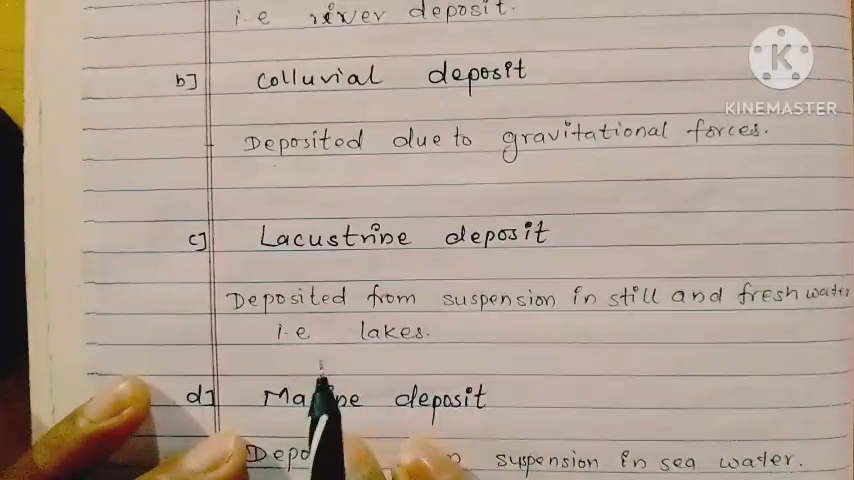 i.e river deposit.
b] Colluvial deposit
KINEMASTER
Deposited due to gravitational forces.
c] Lacustrine deposit
Deposited from suspension in still and fresh water
i.e lakes.
d] deposit
suspension in sea water.